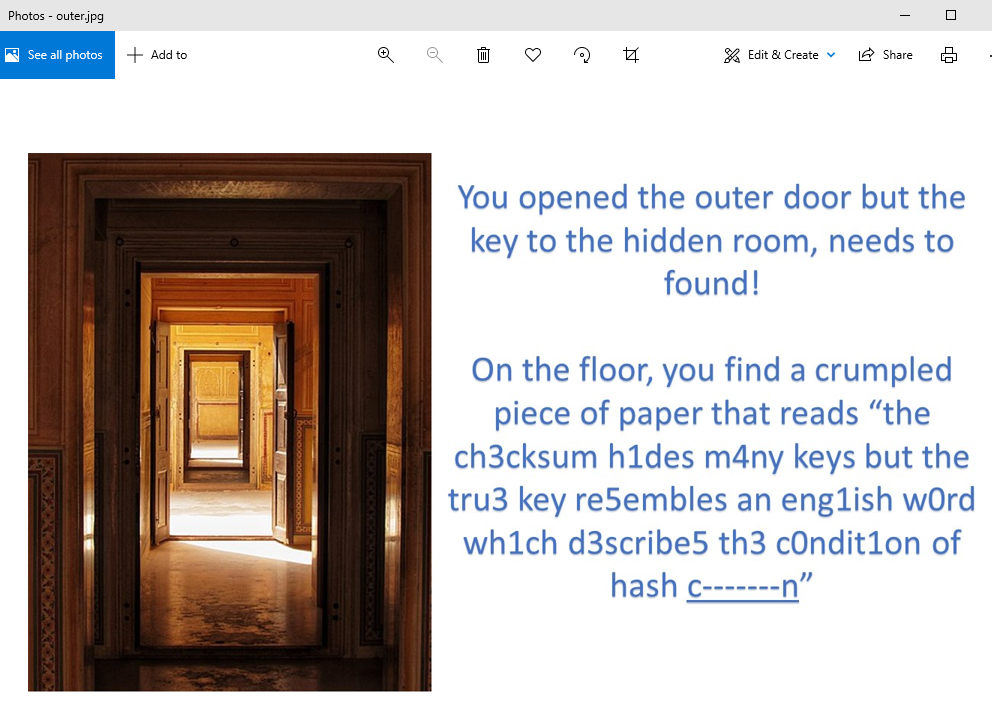 Photos - outer.jpg
See all photos
Add to
Edit & Create
Share
You opened the outer door but the
key to the hidden room, needs to
found!
On the floor, you find a crumpled
piece of paper that reads “the
ch3cksum h1des m4ny keys but the
tru3 key re5embles an eng1ish w0rd
wh1ch d3scribe5 th3 c0ndit1on of
hash c-------n”